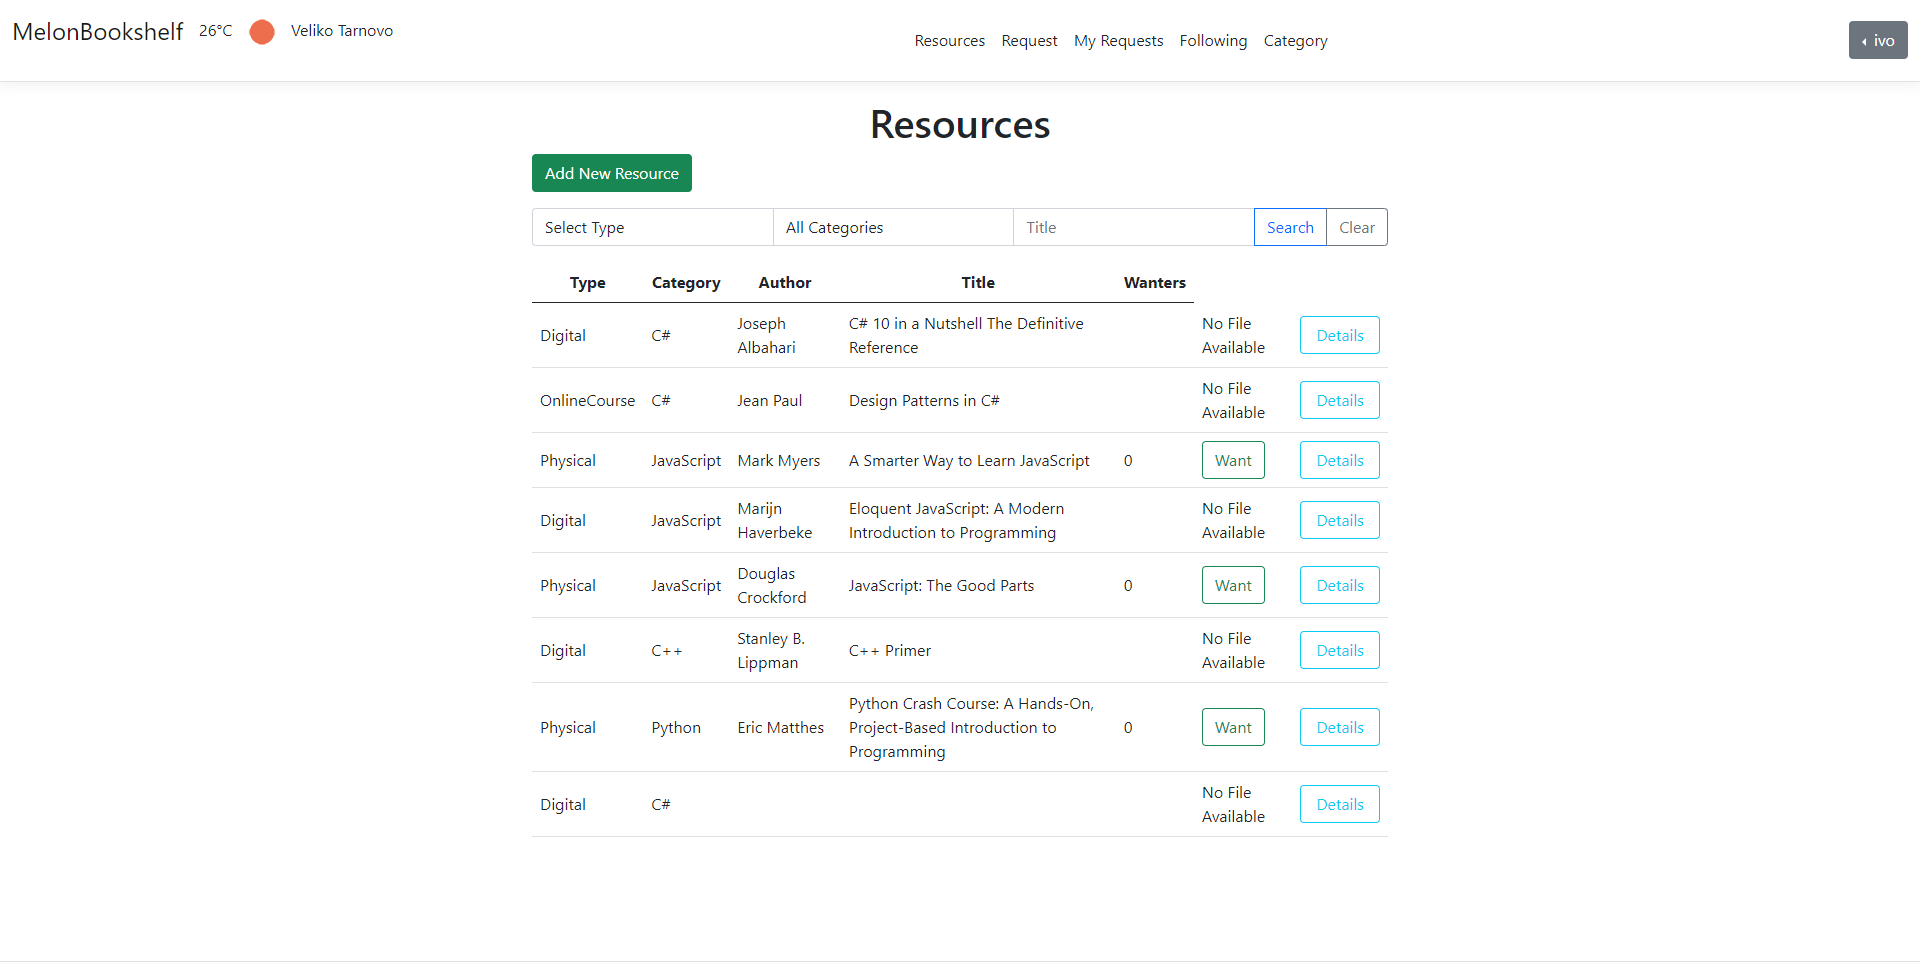 MelonBookshelf 26°C Veliko Tarnovo Resources Request My Requests Following Category ivo
Resources
Add New Resource
Select Type All Categories Title Search Clear
Type Category Author Title Wanters
Digital C# Joseph Albahari C# 10 in a Nutshell The Definitive Reference No File Available Details
OnlineCourse C# Jean Paul Design Patterns in C# No File Available Details
Physical JavaScript Mark Myers A Smarter Way to Learn JavaScript 0 Want Details
Digital JavaScript Marijn Haverbeke Eloquent JavaScript: A Modern Introduction to Programming No File Available Details
Physical JavaScript Douglas Crockford JavaScript: The Good Parts 0 Want Details
Digital C++ Stanley B. Lippman C++ Primer No File Available Details
Physical Python Eric Matthes Python Crash Course: A Hands-On, Project-Based Introduction to Programming 0 Want Details
Digital C# No File Available Details